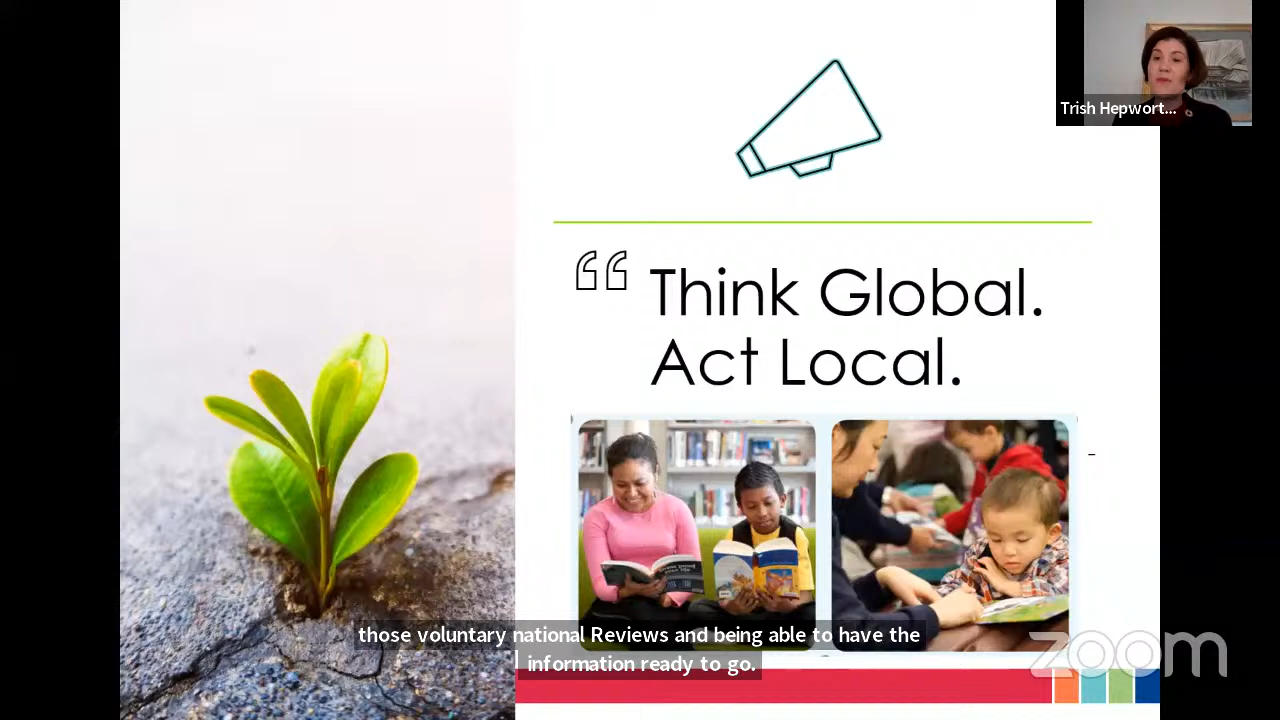 Trish Hepwort...
“ Think Global.
Act Local.
those voluntary national Reviews and being able to have the
information ready to go.
zoom